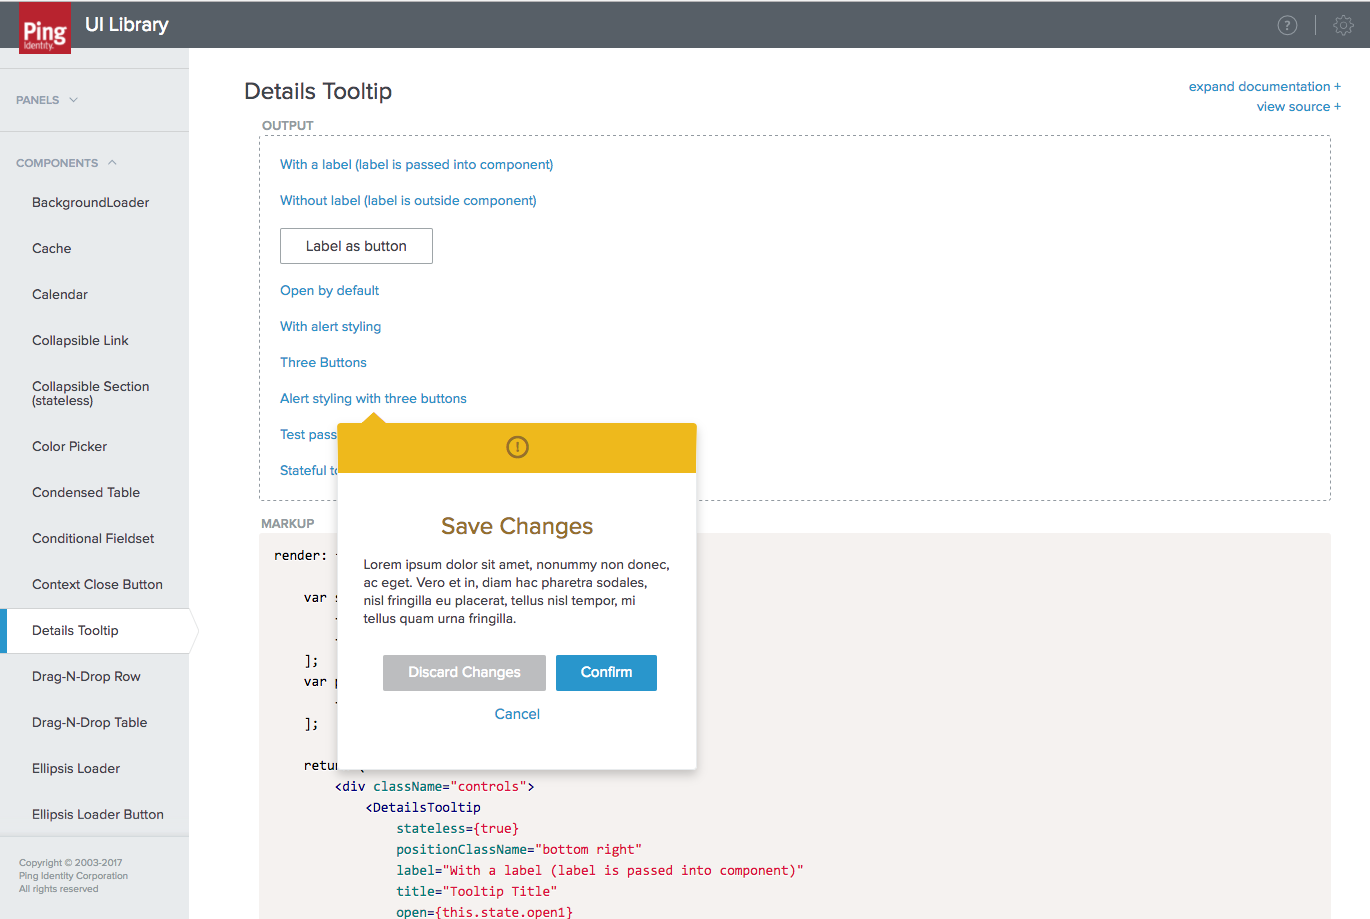 Ping
Identity.
UI Library
?
PANELS
COMPONENTS
BackgroundLoader
Cache
Calendar
Collapsible Link
Collapsible Section
(stateless)
Color Picker
Condensed Table
Conditional Fieldset
Context Close Button
Details Tooltip
Drag-N-Drop Row
Drag-N-Drop Table
Ellipsis Loader
Ellipsis Loader Button
Copyright © 2003-2017
Ping Identity Corporation
All rights reserved
Details Tooltip
expand documentation +
view source +
OUTPUT
With a label (label is passed into component)
Without label (label is outside component)
Label as button
Open by default
With alert styling
Three Buttons
Alert styling with three buttons
Test pass
Stateful
!
Save Changes
Lorem ipsum dolor sit amet, nonummy non donec,
ac eget. Vero et in, diam hac pharetra sodales,
nisl fringilla eu placerat, tellus nisl tempor, mi
tellus quam urna fringilla.
Discard Changes
Confirm
Cancel
MARKUP
render:
var
];
var
];
<div className="controls">
<DetailsTooltip
stateless={true}
positionClassName="bottom right"
label="With a label (label is passed into component)"
title="Tooltip Title"
open={this.state.open1}